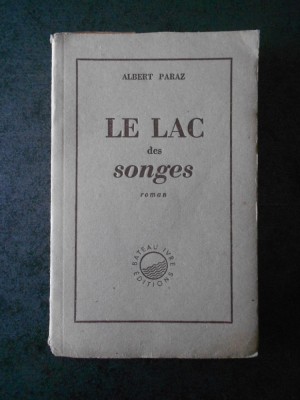 ALBERT PARAZ
LE LAC
des
songes
roman
BATEAU IVRE
EDITIONS